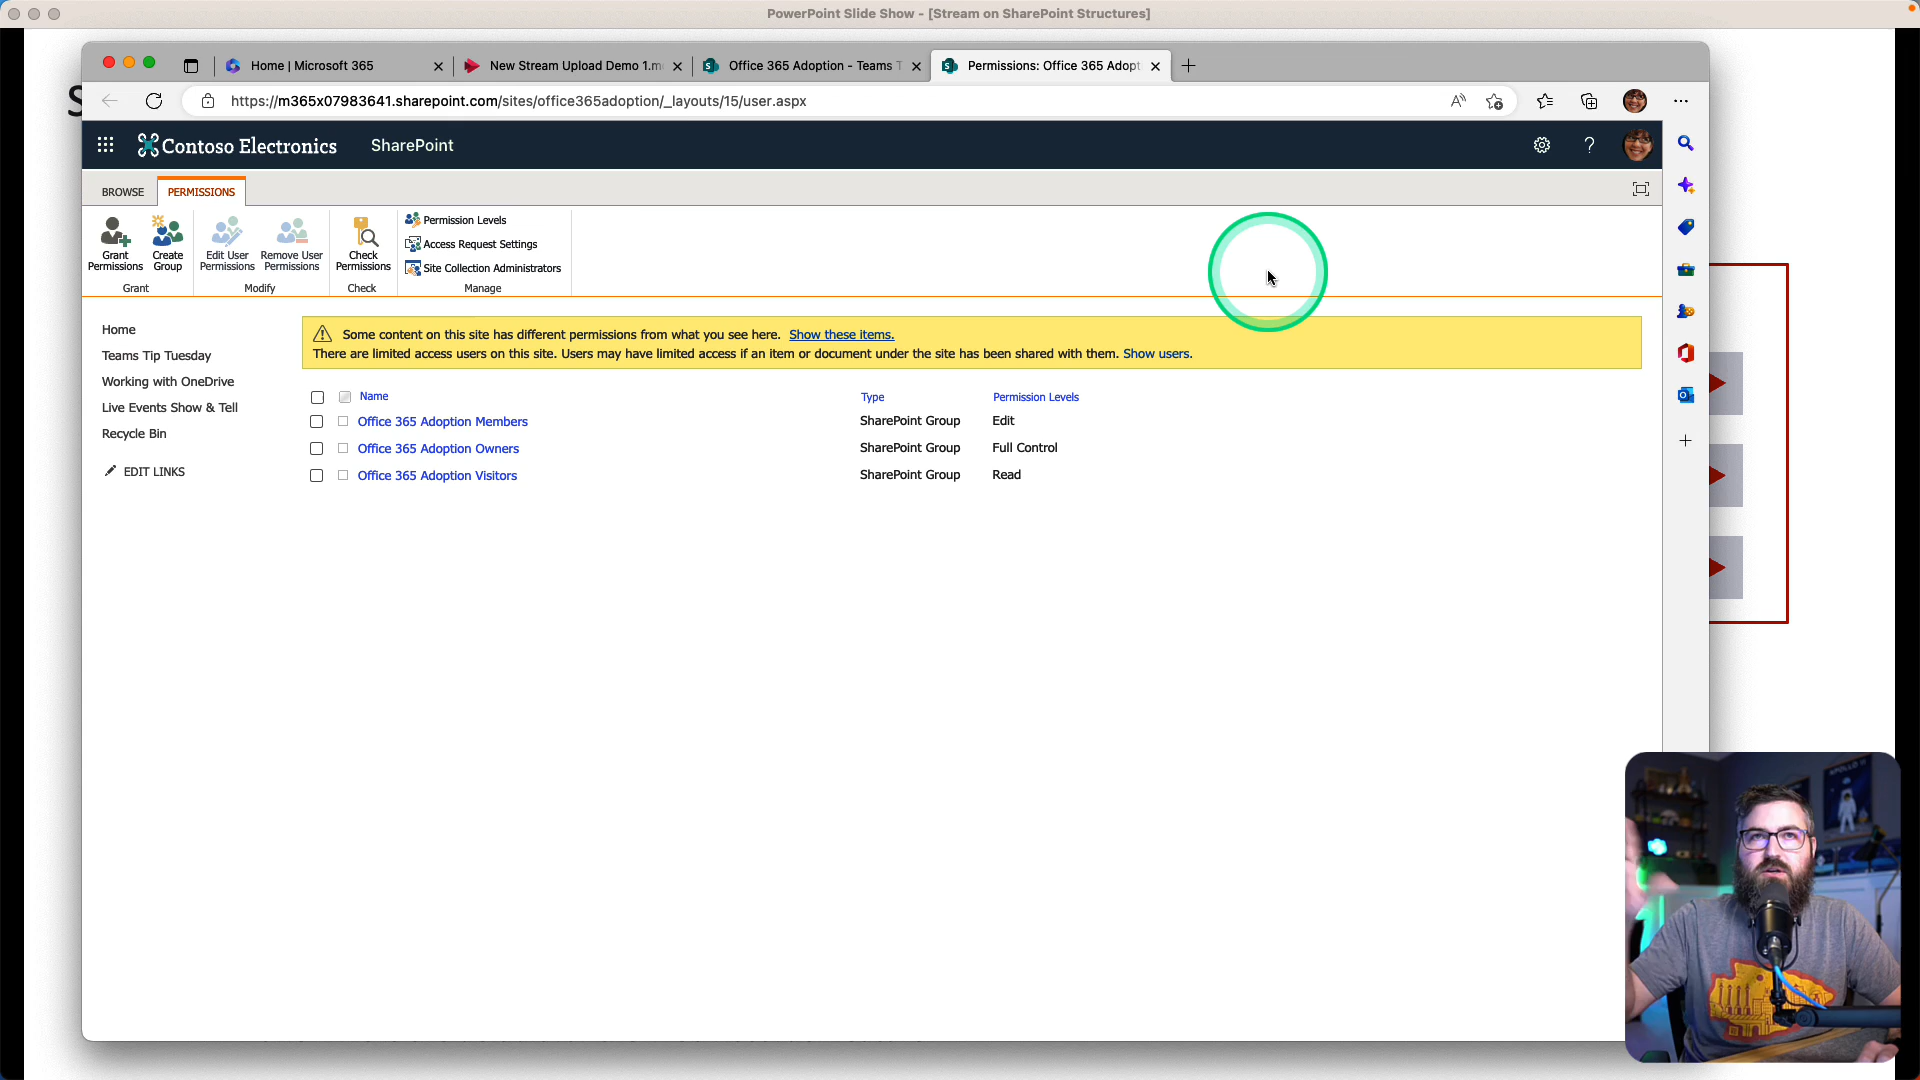 PowerPoint Slide Show - [Stream on SharePoint Structures]
Home | Microsoft 365
New Stream Upload Demo 1.m
Office 365 Adoption - Teams T
Permissions: Office 365 Adopt
https://m365x07983641.sharepoint.com/sites/office365adoption/_layouts/15/user.aspx
Contoso Electronics
SharePoint
BROWSE
PERMISSIONS
Grant Permissions
Create Group
Edit User Permissions
Remove User Permissions
Check Permissions
Permission Levels
Access Request Settings
Site Collection Administrators
Grant
Modify
Check
Manage
Home
Teams Tip Tuesday
Working with OneDrive
Live Events Show & Tell
Recycle Bin
EDIT LINKS
Some content on this site has different permissions from what you see here. Show these items.
There are limited access users on this site. Users may have limited access if an item or document under the site has been shared with them. Show users.
Name Type Permission Levels
Office 365 Adoption Members SharePoint Group Edit
Office 365 Adoption Owners SharePoint Group Full Control
Office 365 Adoption Visitors SharePoint Group Read
APOLLO